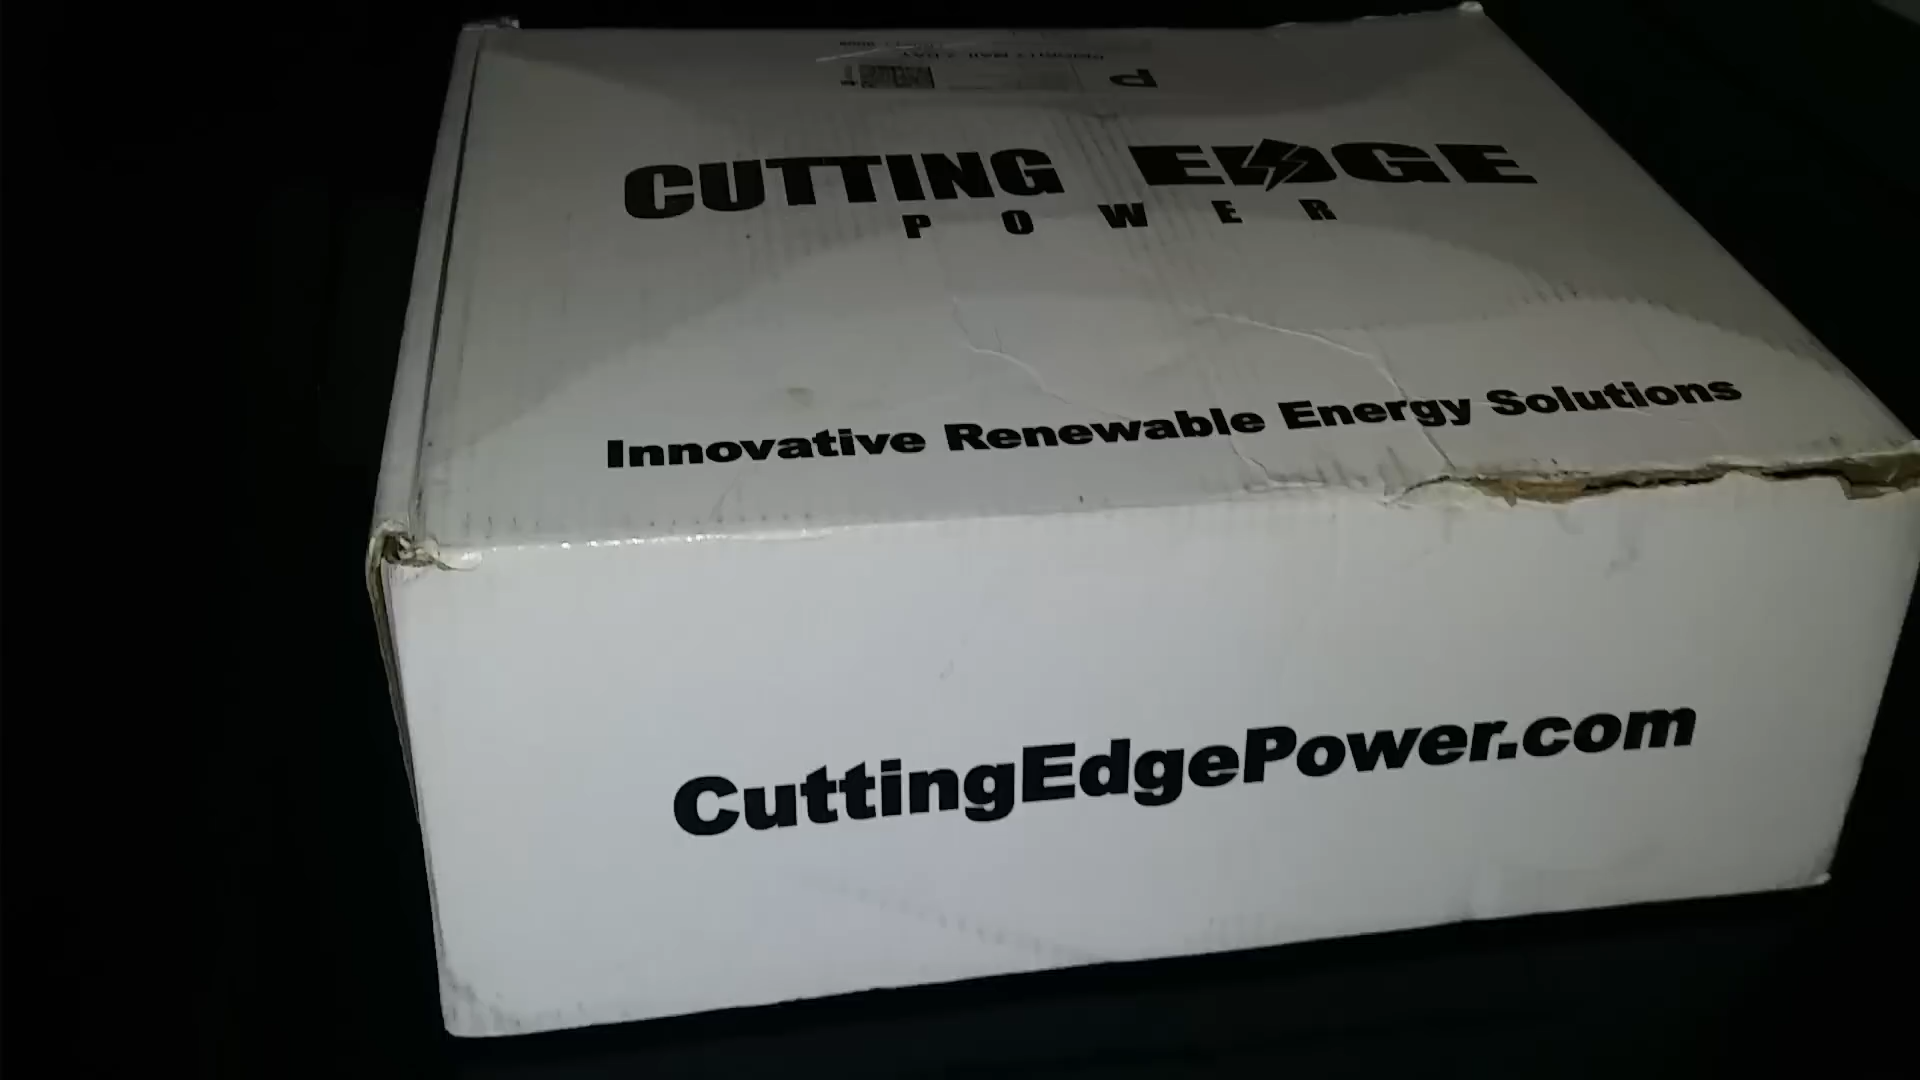 P
CUTTING EDGE
POWER
Innovative Renewable Energy Solutions
CuttingEdgePower.com